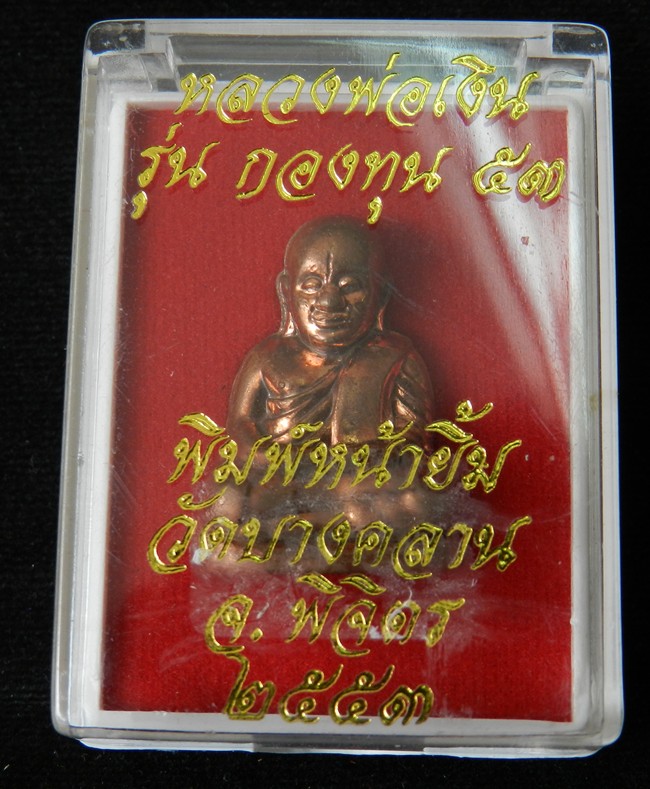 หลวงพ่อเงิน
รุ่น กองทุน ๕๓
พิมพ์หน้ายิ้ม
วัดบางคลาน
จ. พิจิตร
๒๕๕๓